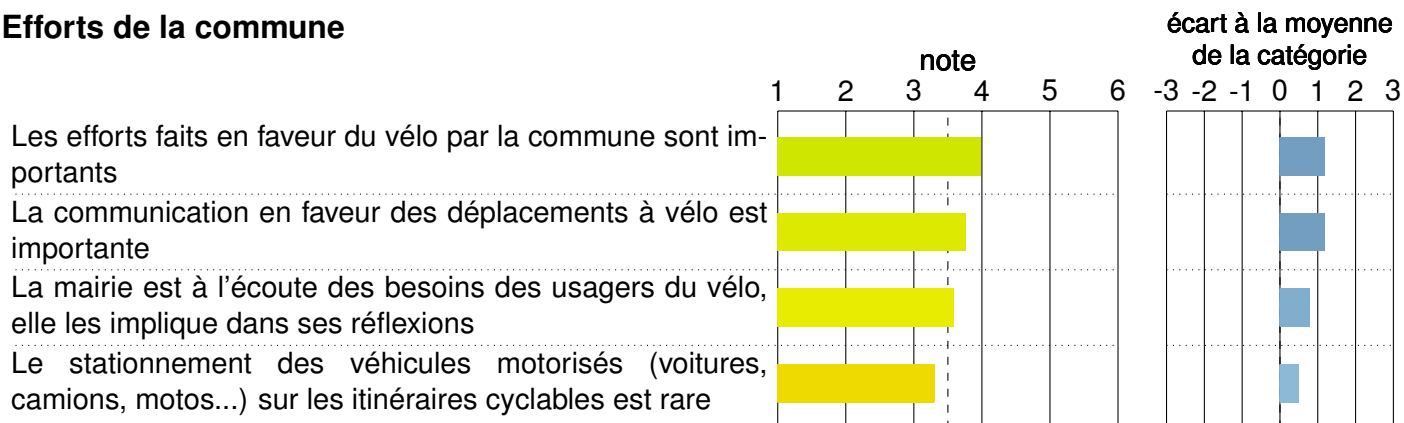 Efforts de la commune
écart à la moyenne
de la catégorie
note
1 2 3 4 5 6
-3 -2 -1 0 1 2 3
Les efforts faits en faveur du vélo par la commune sont im-
portants
La communication en faveur des déplacements à vélo est
importante
La mairie est à l'écoute des besoins des usagers du vélo,
elle les implique dans ses réflexions
Le stationnement des véhicules motorisés (voitures,
camions, motos...) sur les itinéraires cyclables est rare